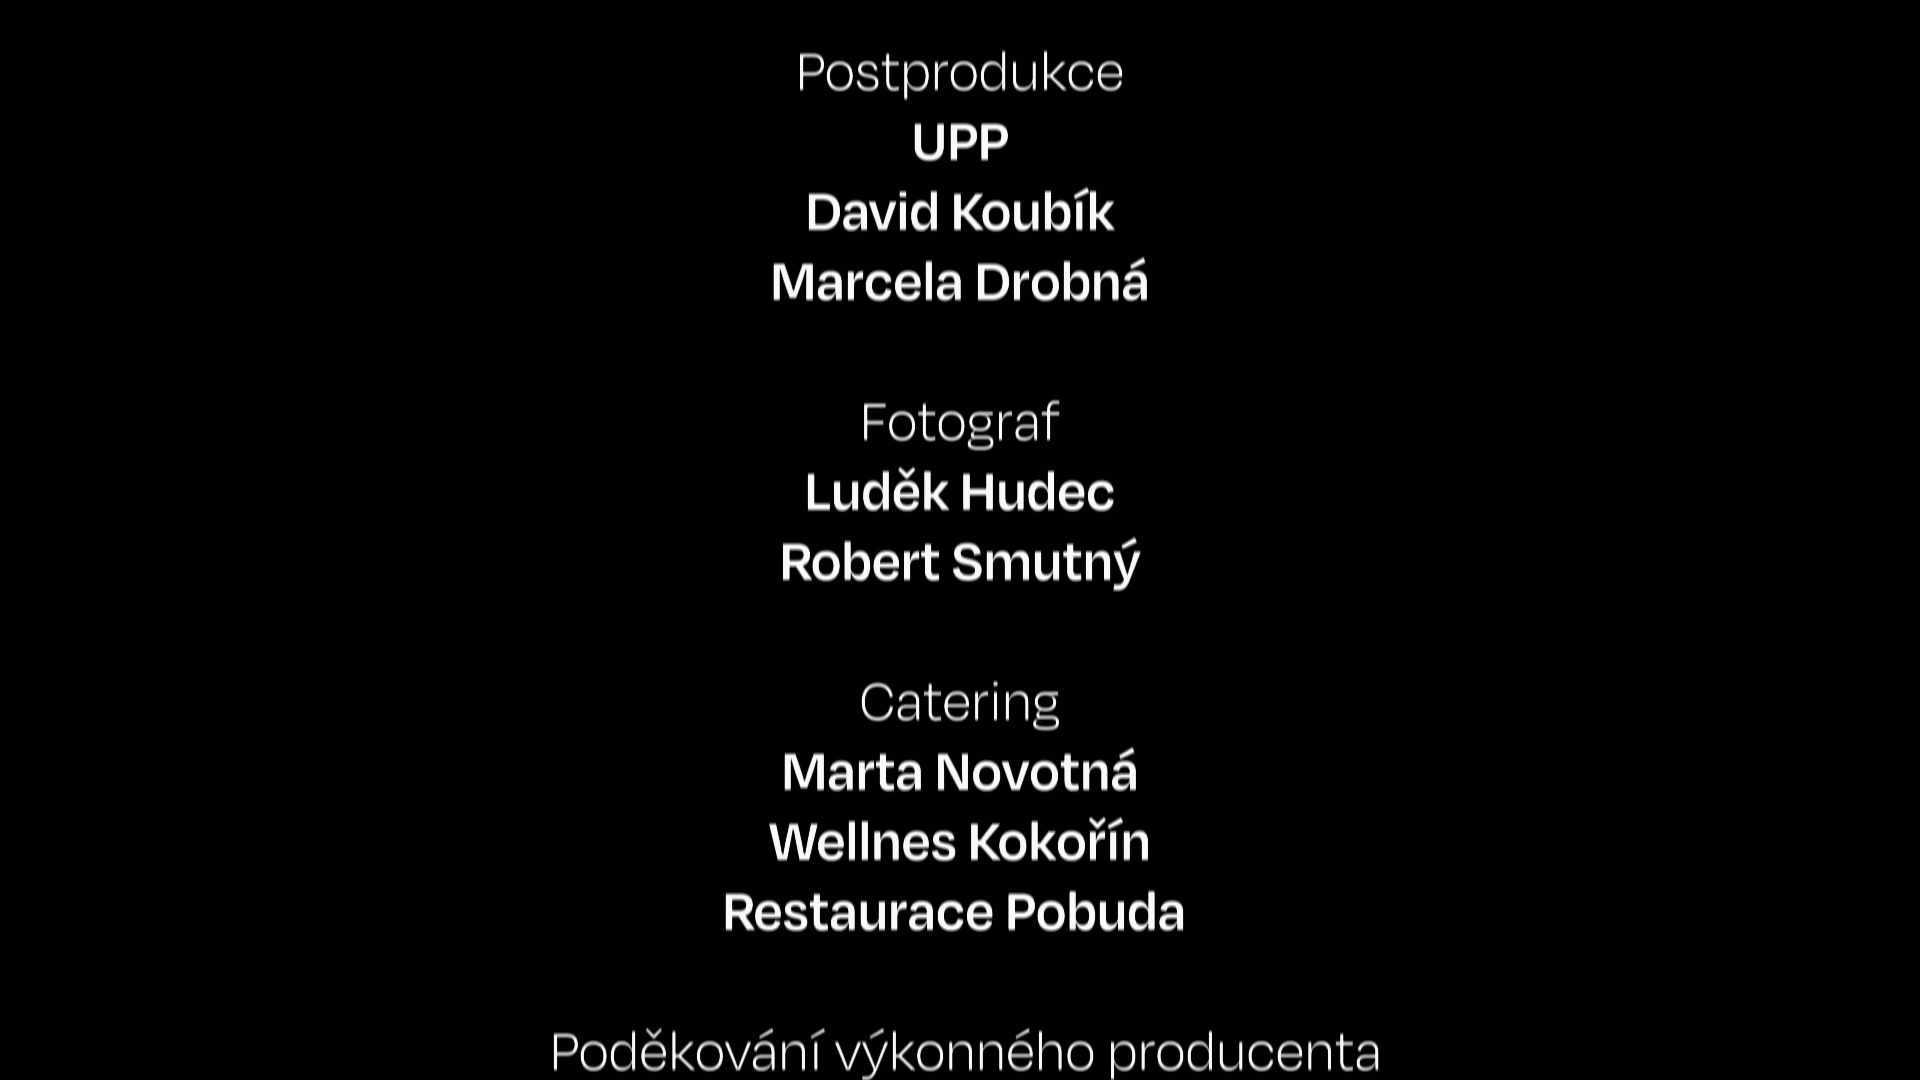 Postprodukce
UPP
David Koubík
Marcela Drobná
Fotograf
Luděk Hudec
Robert Smutný
Catering
Marta Novotná
Wellnes Kokořín
Restaurace Pobuda
Poděkování výkonného producenta